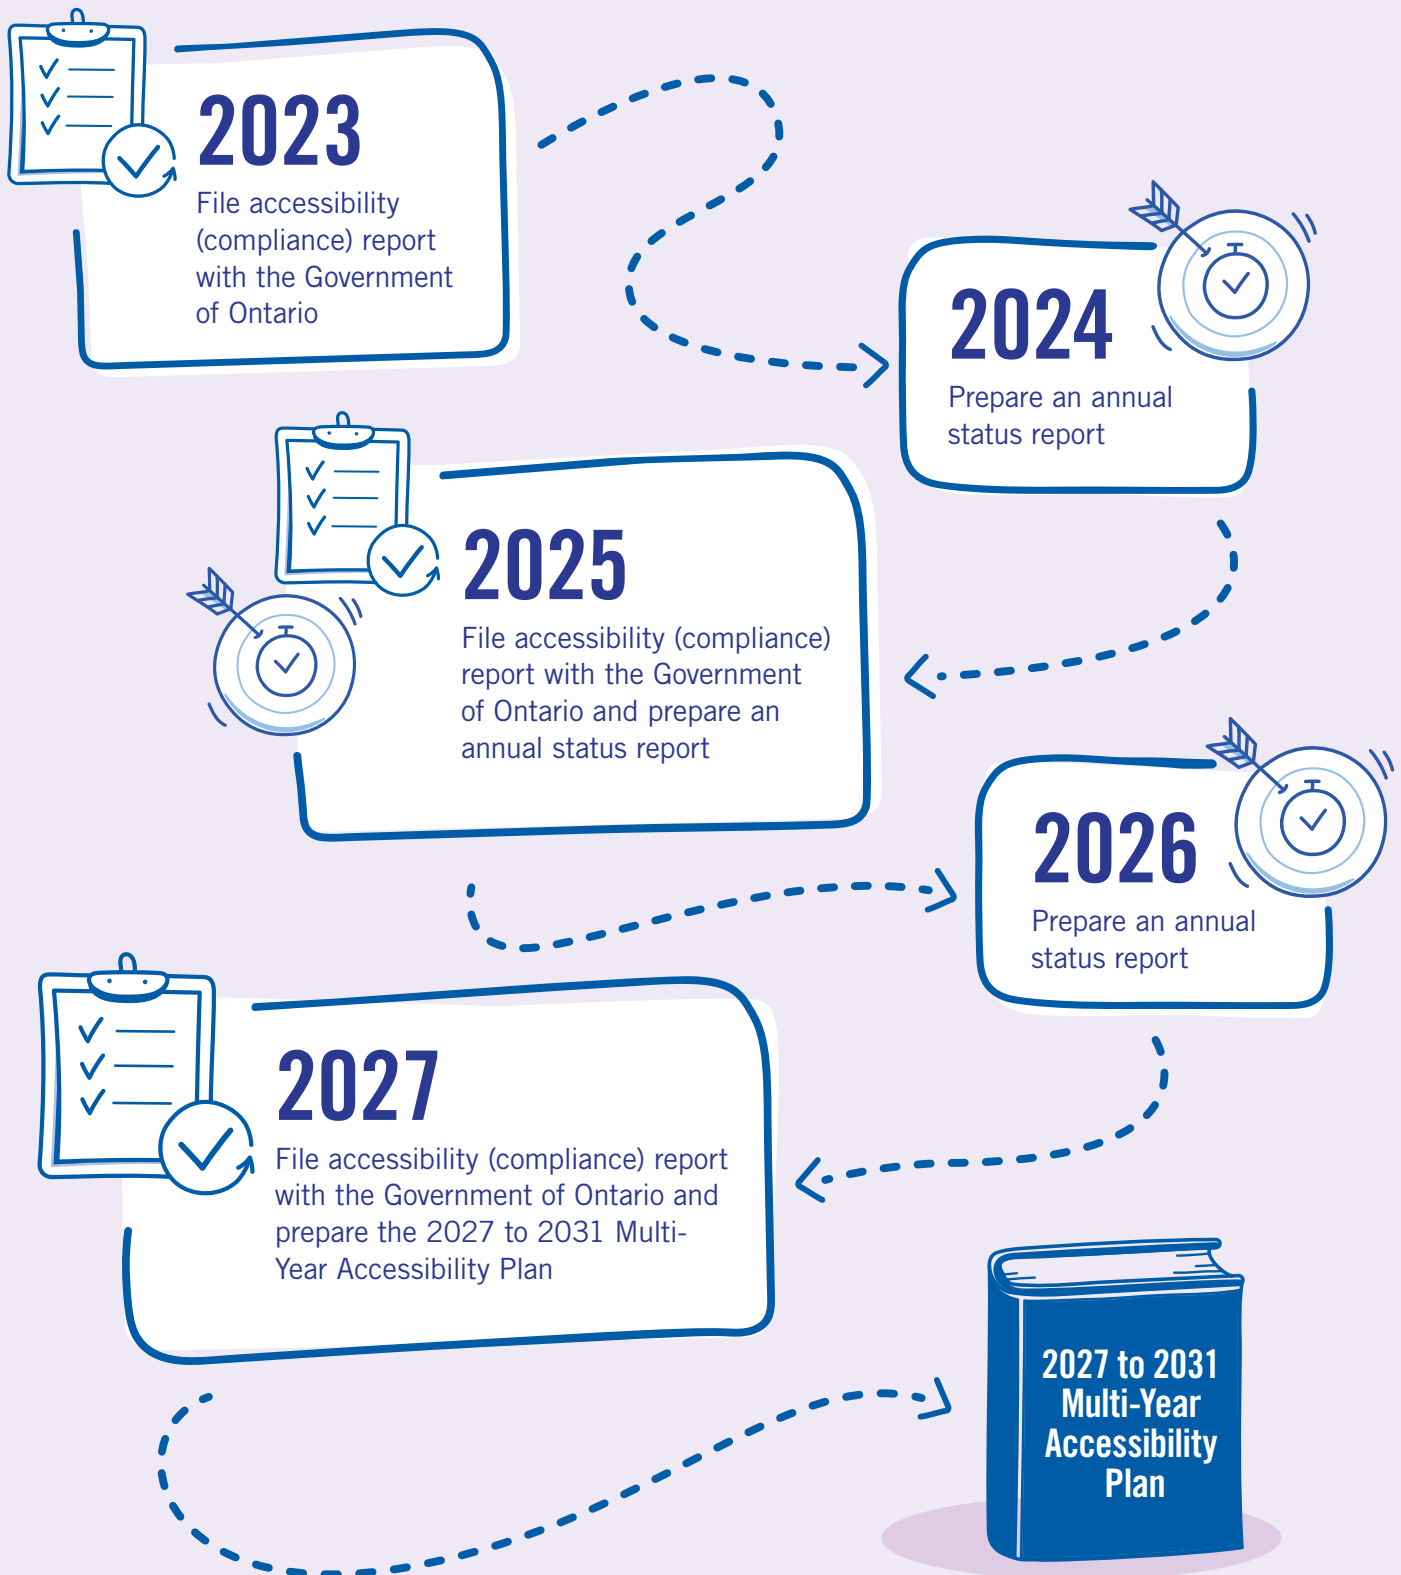 2023
File accessibility
(compliance) report
with the Government
of Ontario
2024
Prepare an annual
status report
2025
File accessibility (compliance)
report with the Government
of Ontario and prepare an
annual status report
2026
Prepare an annual
status report
2027
File accessibility (compliance) report
with the Government of Ontario and
prepare the 2027 to 2031 Multi-
Year Accessibility Plan
2027 to 2031
Multi-Year
Accessibility
Plan